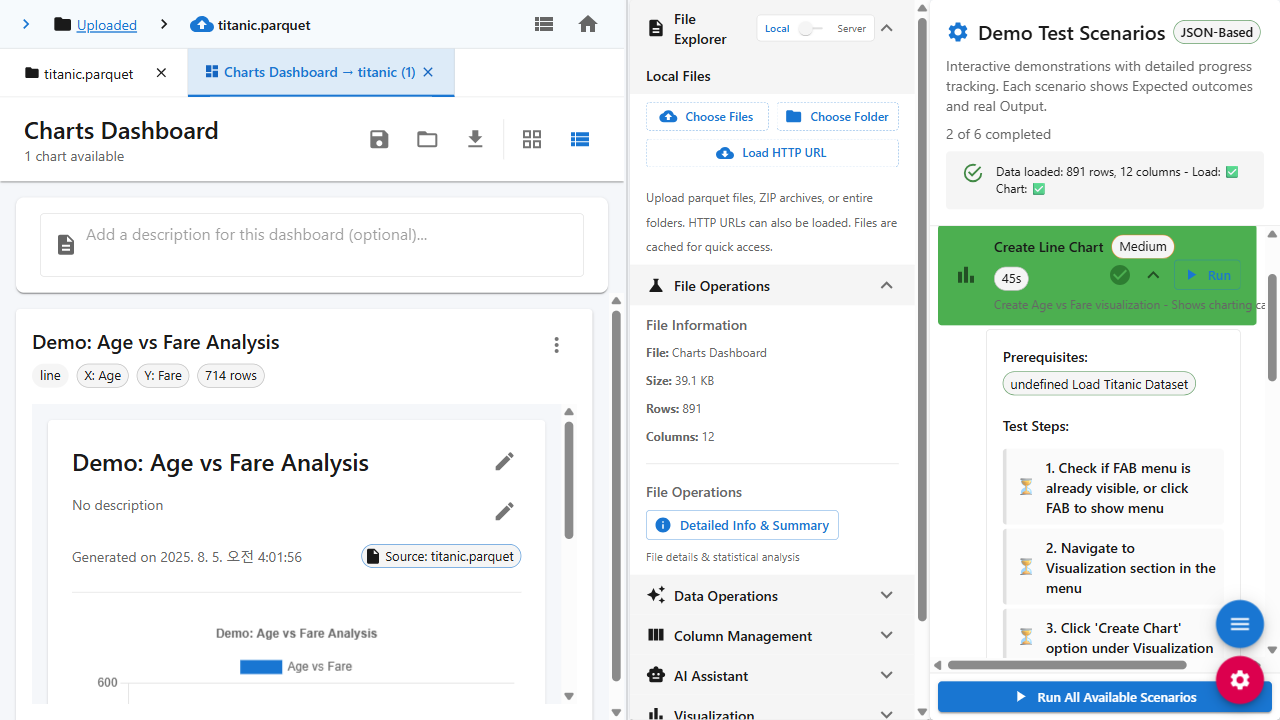 Uploaded
titanic.parquet
titanic.parquet
Charts Dashboard → titanic (1)
Charts Dashboard
1 chart available
Add a description for this dashboard (optional)...
Demo: Age vs Fare Analysis
line
X: Age
Y: Fare
714 rows
Demo: Age vs Fare Analysis
No description
Generated on 2025. 8. 5. 오전 4:01:56
Source: titanic.parquet
Demo: Age vs Fare Analysis
Age vs Fare
600
File Explorer
Local
Server
Local Files
Choose Files
Choose Folder
Load HTTP URL
Upload parquet files, ZIP archives, or entire
folders. HTTP URLs can also be loaded. Files are
cached for quick access.
File Operations
File Information
File: Charts Dashboard
Size: 39.1 KB
Rows: 891
Columns: 12
File Operations
Detailed Info & Summary
File details & statistical analysis
Data Operations
Column Management
AI Assistant
Visualization
Demo Test Scenarios
JSON-Based
Interactive demonstrations with detailed progress
tracking. Each scenario shows Expected outcomes
and real Output.
2 of 6 completed
Data loaded: 891 rows, 12 columns - Load: ✅
Chart: ✅
Create Line Chart
Medium
45s
Run
Create Age vs Fare visualization - Shows charting
Prerequisites:
undefined Load Titanic Dataset
Test Steps:
1. Check if FAB menu is
already visible, or click
FAB to show menu
2. Navigate to
Visualization section in the
menu
3. Click 'Create Chart'
option under Visualization
Run All Available Scenarios